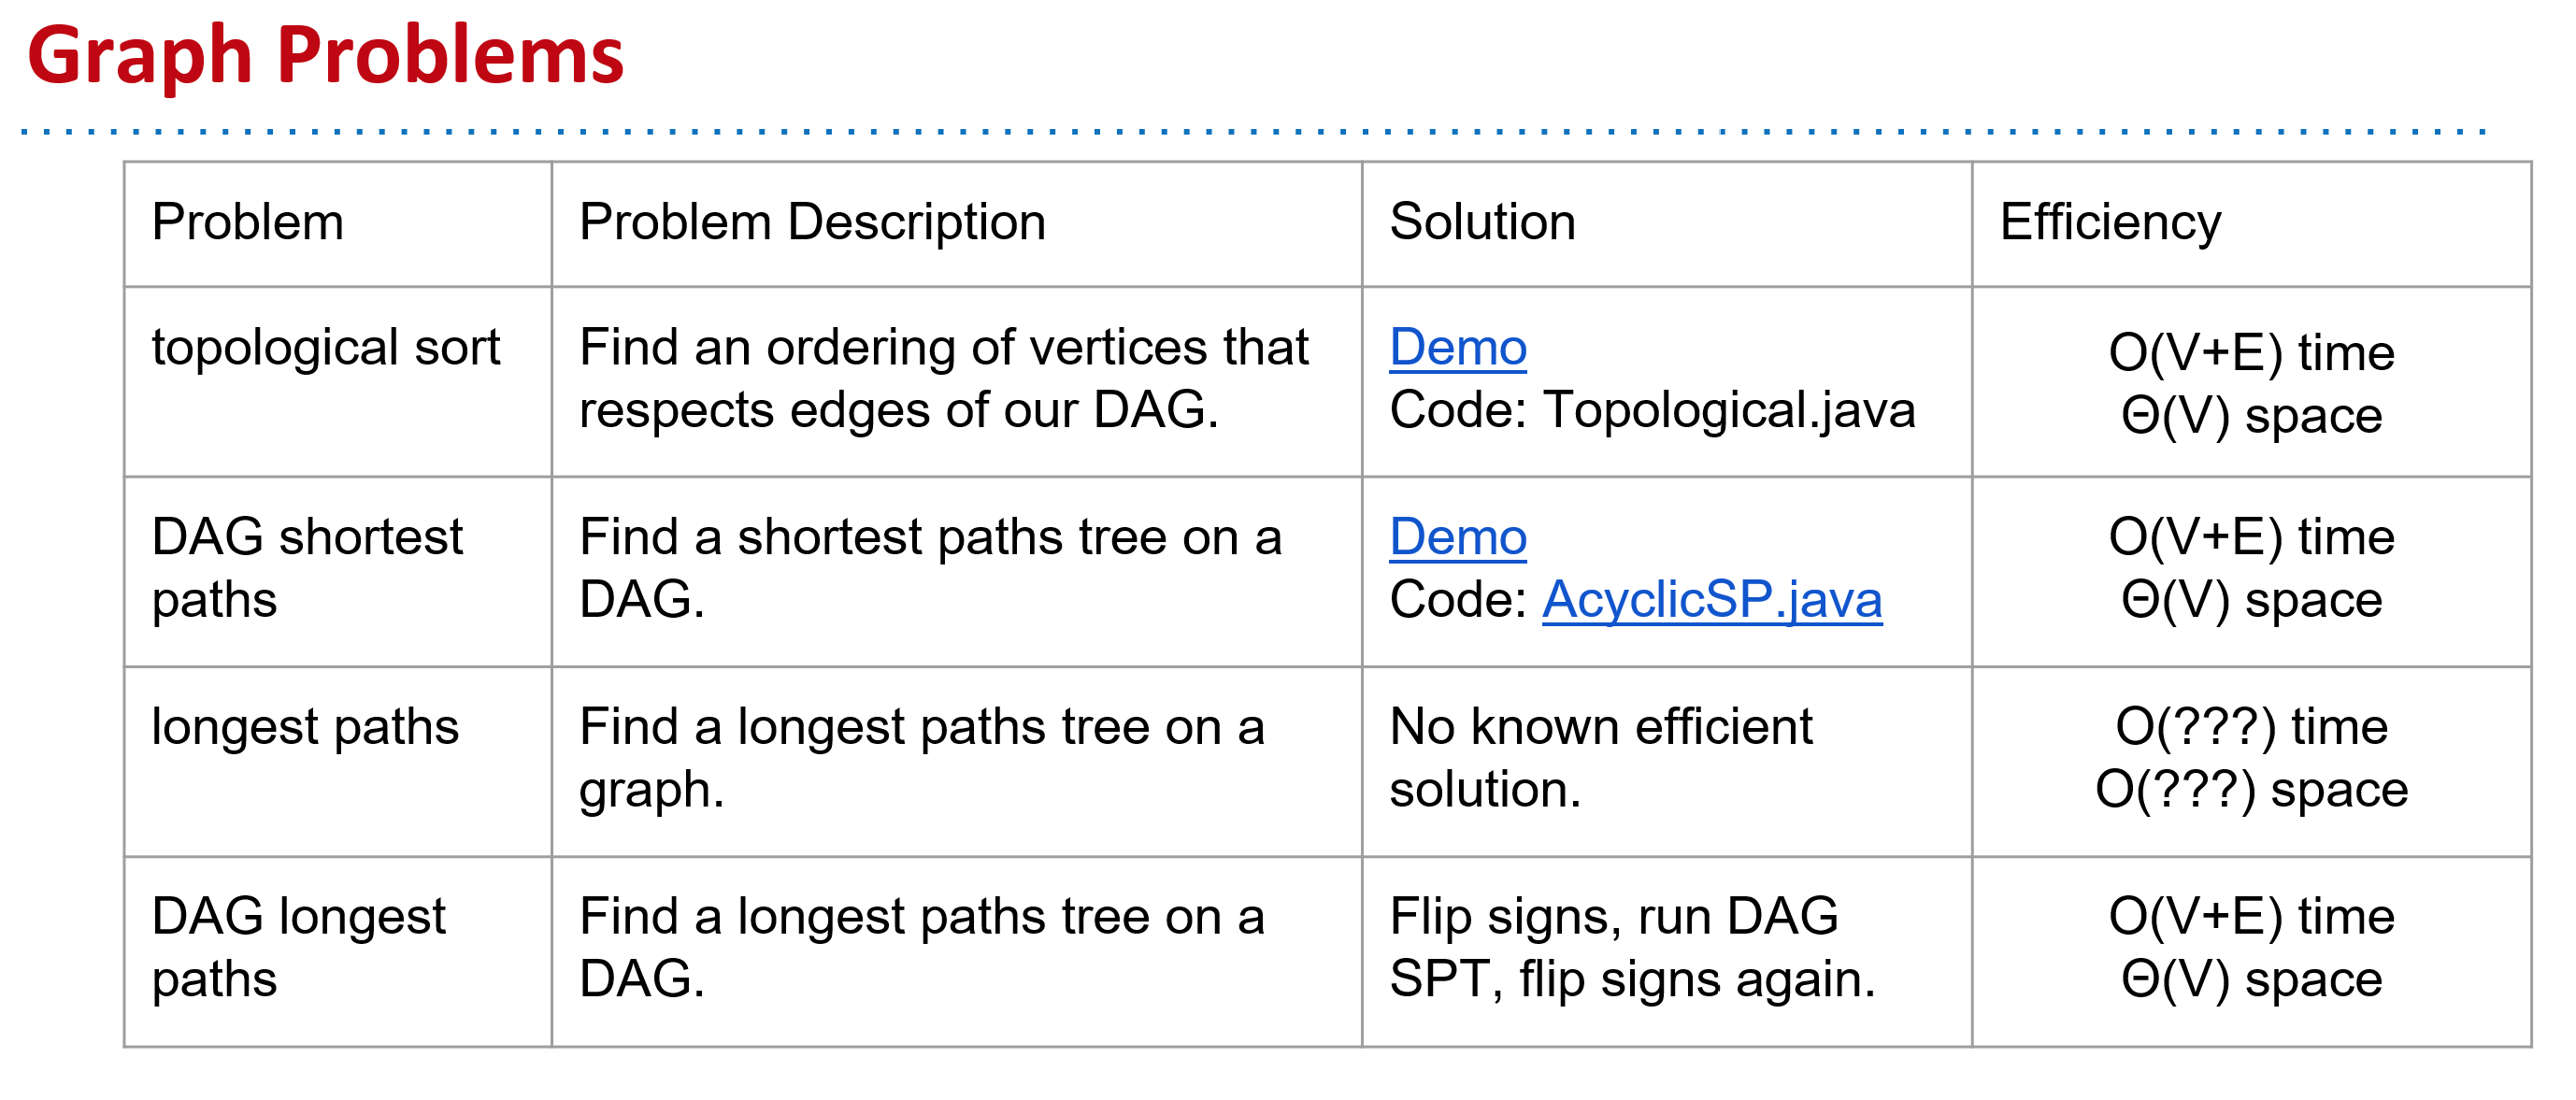 Graph Problems
Problem
Problem Description
Solution
Efficiency
topological sort
Find an ordering of vertices that
respects edges of our DAG.
Demo
Code: Topological.java
O(V+E) time
Θ(V) space
DAG shortest
paths
Find a shortest paths tree on a
DAG.
Demo
Code: AcyclicSP.java
O(V+E) time
Θ(V) space
longest paths
Find a longest paths tree on a
graph.
No known efficient
solution.
O(???) time
O(???) space
DAG longest
paths
Find a longest paths tree on a
DAG.
Flip signs, run DAG
SPT, flip signs again.
O(V+E) time
Θ(V) space